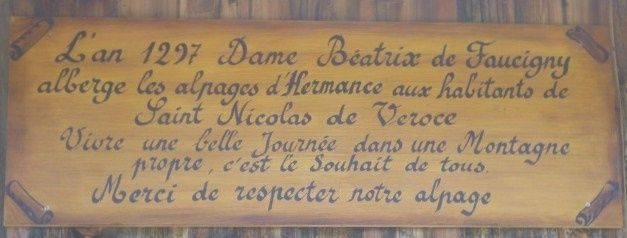 L'an 1297 Dame Béatrix de Faucigny
alberge les alpages d'Hermance aux habitants de
Saint Nicolas de Veroce
Vivre une belle Journée dans une Montagne
propre, c'est le Souhait de tous.
Merci de respecter notre alpage